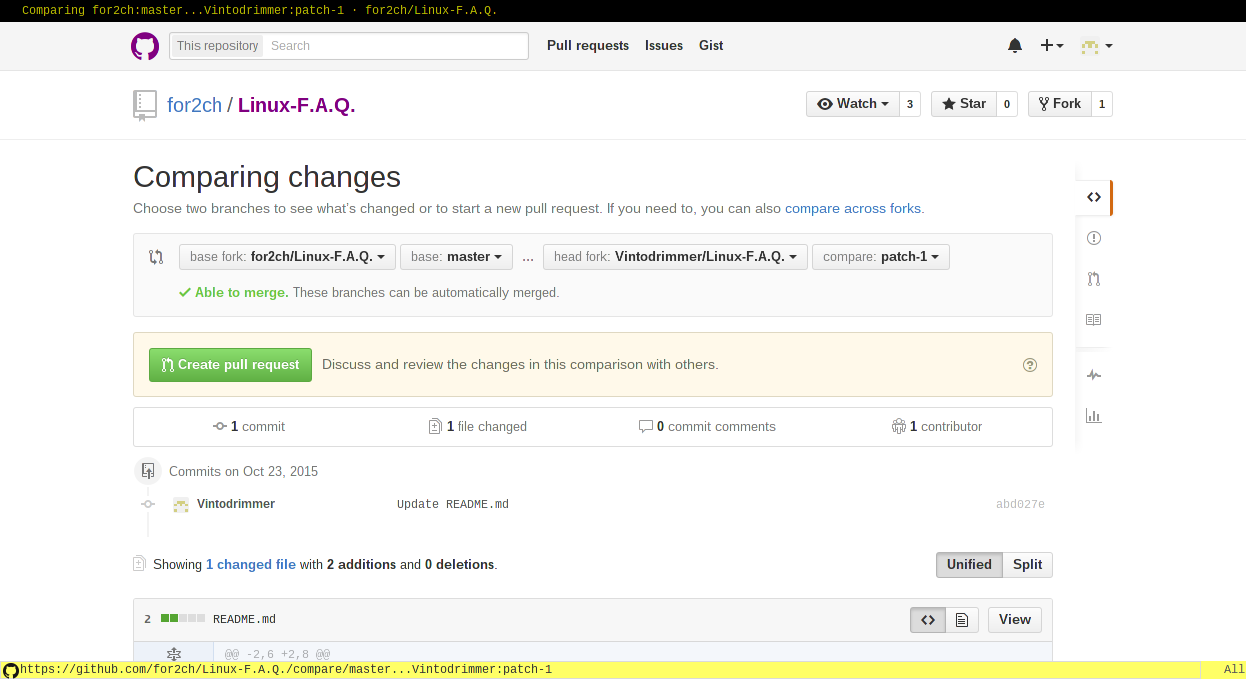 Comparing for2ch:master...Vintodrimmer:patch-1 · for2ch/Linux-F.A.Q.
This repository Search Pull requests Issues Gist
for2ch / Linux-F.A.Q. Watch 3 Star 0 Fork 1
Comparing changes
Choose two branches to see what's changed or to start a new pull request. If you need to, you can also compare across forks.
base fork: for2ch/Linux-F.A.Q. base: master ... head fork: Vintodrimmer/Linux-F.A.Q. compare: patch-1
Able to merge. These branches can be automatically merged.
Create pull request Discuss and review the changes in this comparison with others.
1 commit 1 file changed 0 commit comments 1 contributor
Commits on Oct 23, 2015
Vintodrimmer Update README.md abd027e
Showing 1 changed file with 2 additions and 0 deletions. Unified Split
2 README.md View
@@ -2,6 +2,8 @@
https://github.com/for2ch/Linux-F.A.Q./compare/master...Vintodrimmer:patch-1 All